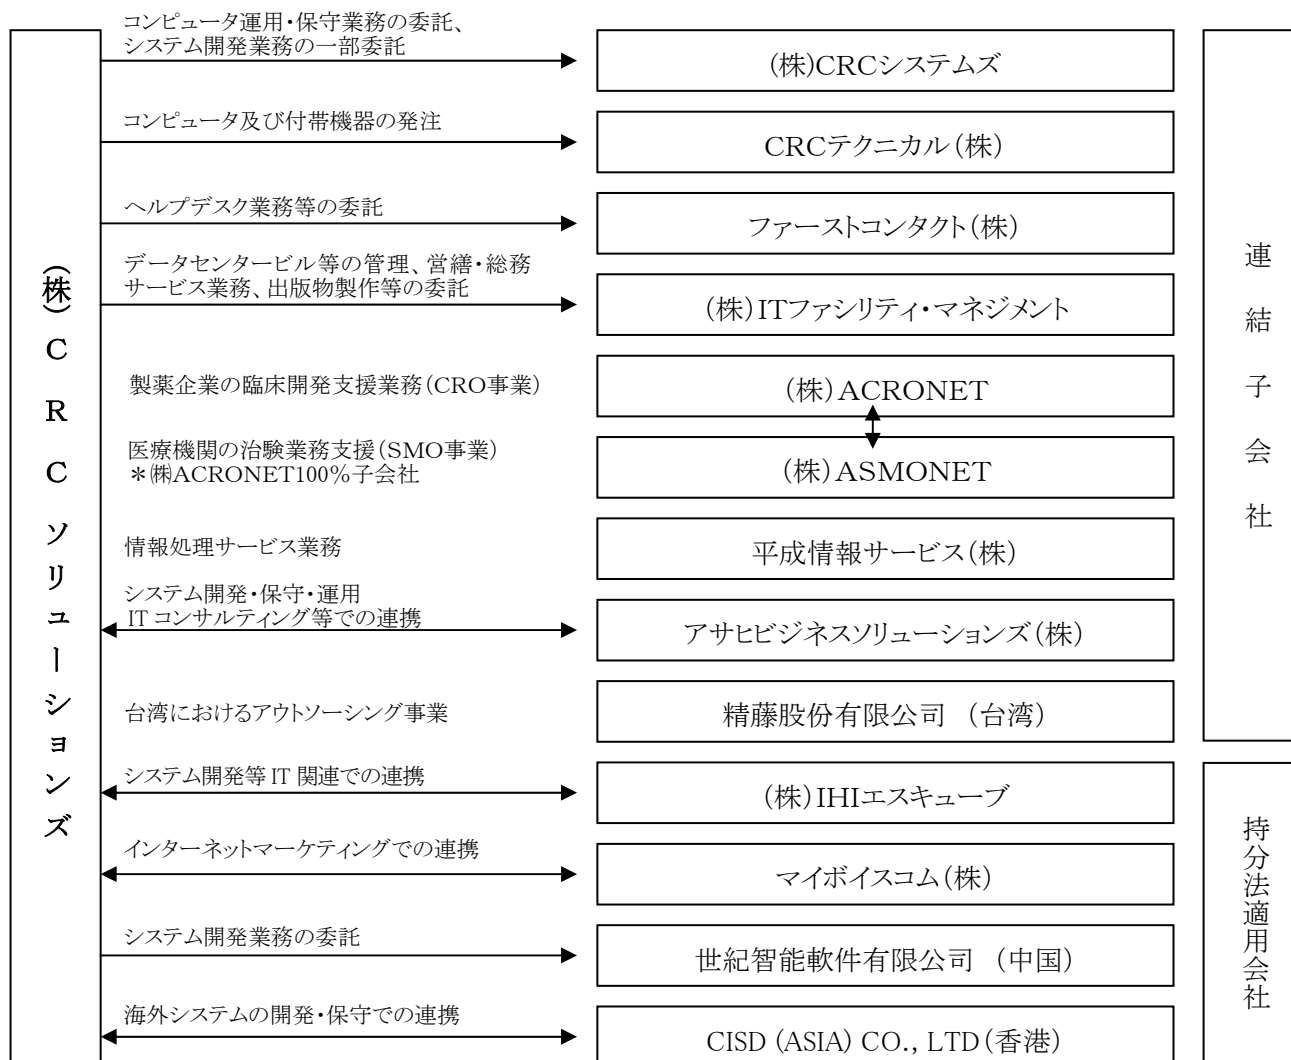 コンピュータ運用・保守業務の委託、
システム開発業務の一部委託
(株)CRCシステムズ
コンピュータ及び付帯機器の発注
CRCテクニカル(株)
ヘルプデスク業務等の委託
ファーストコンタクト(株)
データセンタービル等の管理、営繕・総務
サービス業務、出版物製作等の委託
(株)ITファシリティ・マネジメント
製薬企業の臨床開発支援業務(CRO事業)
(株)ACRONET
医療機関の治験業務支援(SMO事業)
＊㈱ACRONET100％子会社
(株)ASMONET
情報処理サービス業務
平成情報サービス(株)
システム開発・保守・運用
ITコンサルティング等での連携
アサヒビジネスソリューションズ(株)
台湾におけるアウトソーシング事業
精藤股份有限公司 (台湾)
システム開発等IT関連での連携
(株)IHIエスキューブ
インターネットマーケティングでの連携
マイボイスコム(株)
システム開発業務の委託
世紀智能軟件有限公司 (中国)
海外システムの開発・保守での連携
CISD (ASIA) CO., LTD(香港)
(株)CRCソリューションズ
連結子会社
持分法適用会社